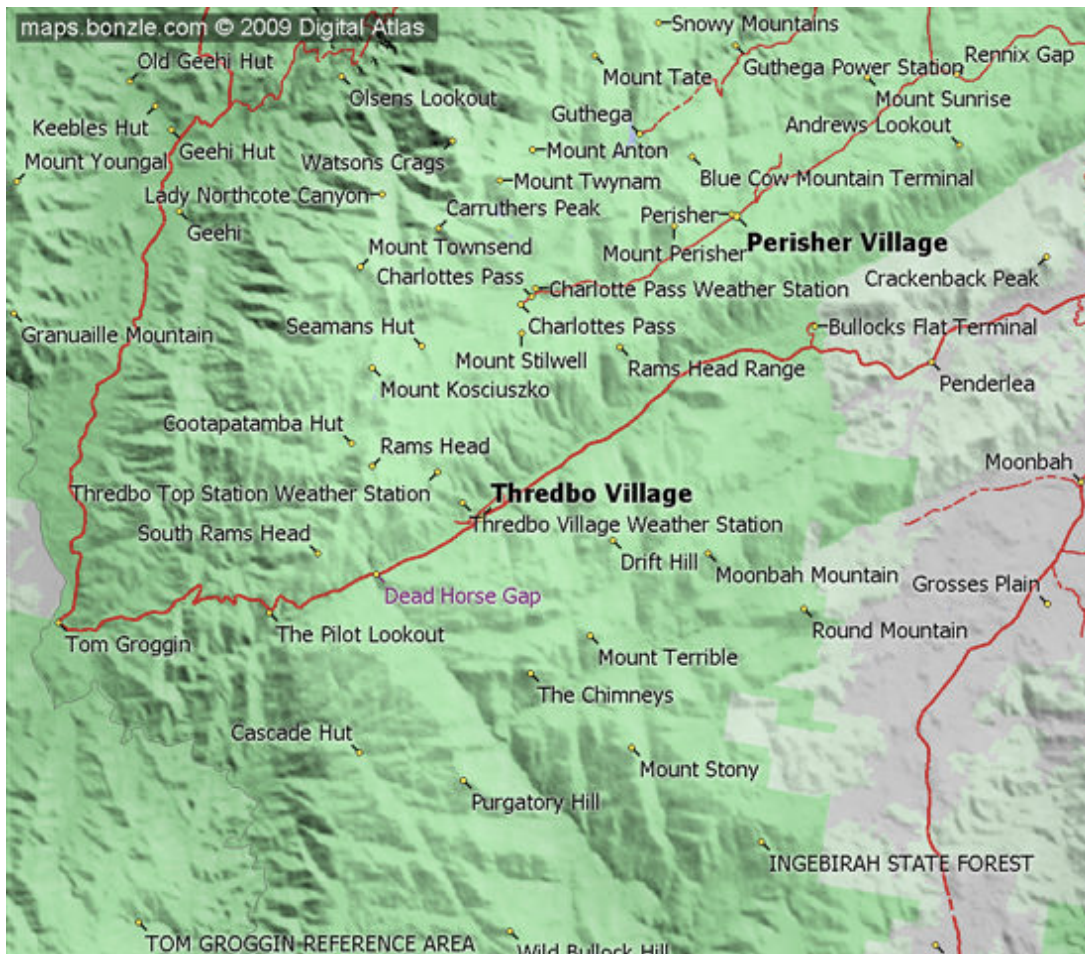 maps.bonzle.com © 2009 Digital Atlas
Snowy Mountains
Rennix Gap
Old Geehi Hut
Mount Tate
Guthega Power Station
Olsens Lookout
Mount Sunrise
Guthega
Andrews Lookout
Keebles Hut
Geehi Hut
Mount Anton
Mount Youngal
Watsons Crags
Blue Cow Mountain Terminal
Mount Twynam
Lady Northcote Canyon
Carruthers Peak
Perisher
Geehi
Perisher Village
Mount Townsend
Mount Perisher
Charlottes Pass
Crackenback Peak
Charlotte Pass Weather Station
Seamans Hut
Charlottes Pass
Bullocks Flat Terminal
Granuaille Mountain
Mount Stilwell
Rams Head Range
Penderlea
Mount Kosciuszko
Cootapatamba Hut
Rams Head
Moonbah
Thredbo Top Station Weather Station
Thredbo Village
Thredbo Village Weather Station
South Rams Head
Drift Hill
Moonbah Mountain
Grosses Plain
Dead Horse Gap
The Pilot Lookout
Round Mountain
Tom Groggin
Mount Terrible
The Chimneys
Cascade Hut
Mount Stony
Purgatory Hill
INGEBIRAH STATE FOREST
TOM GROGGIN REFERENCE AREA
Wild Bullock Hill